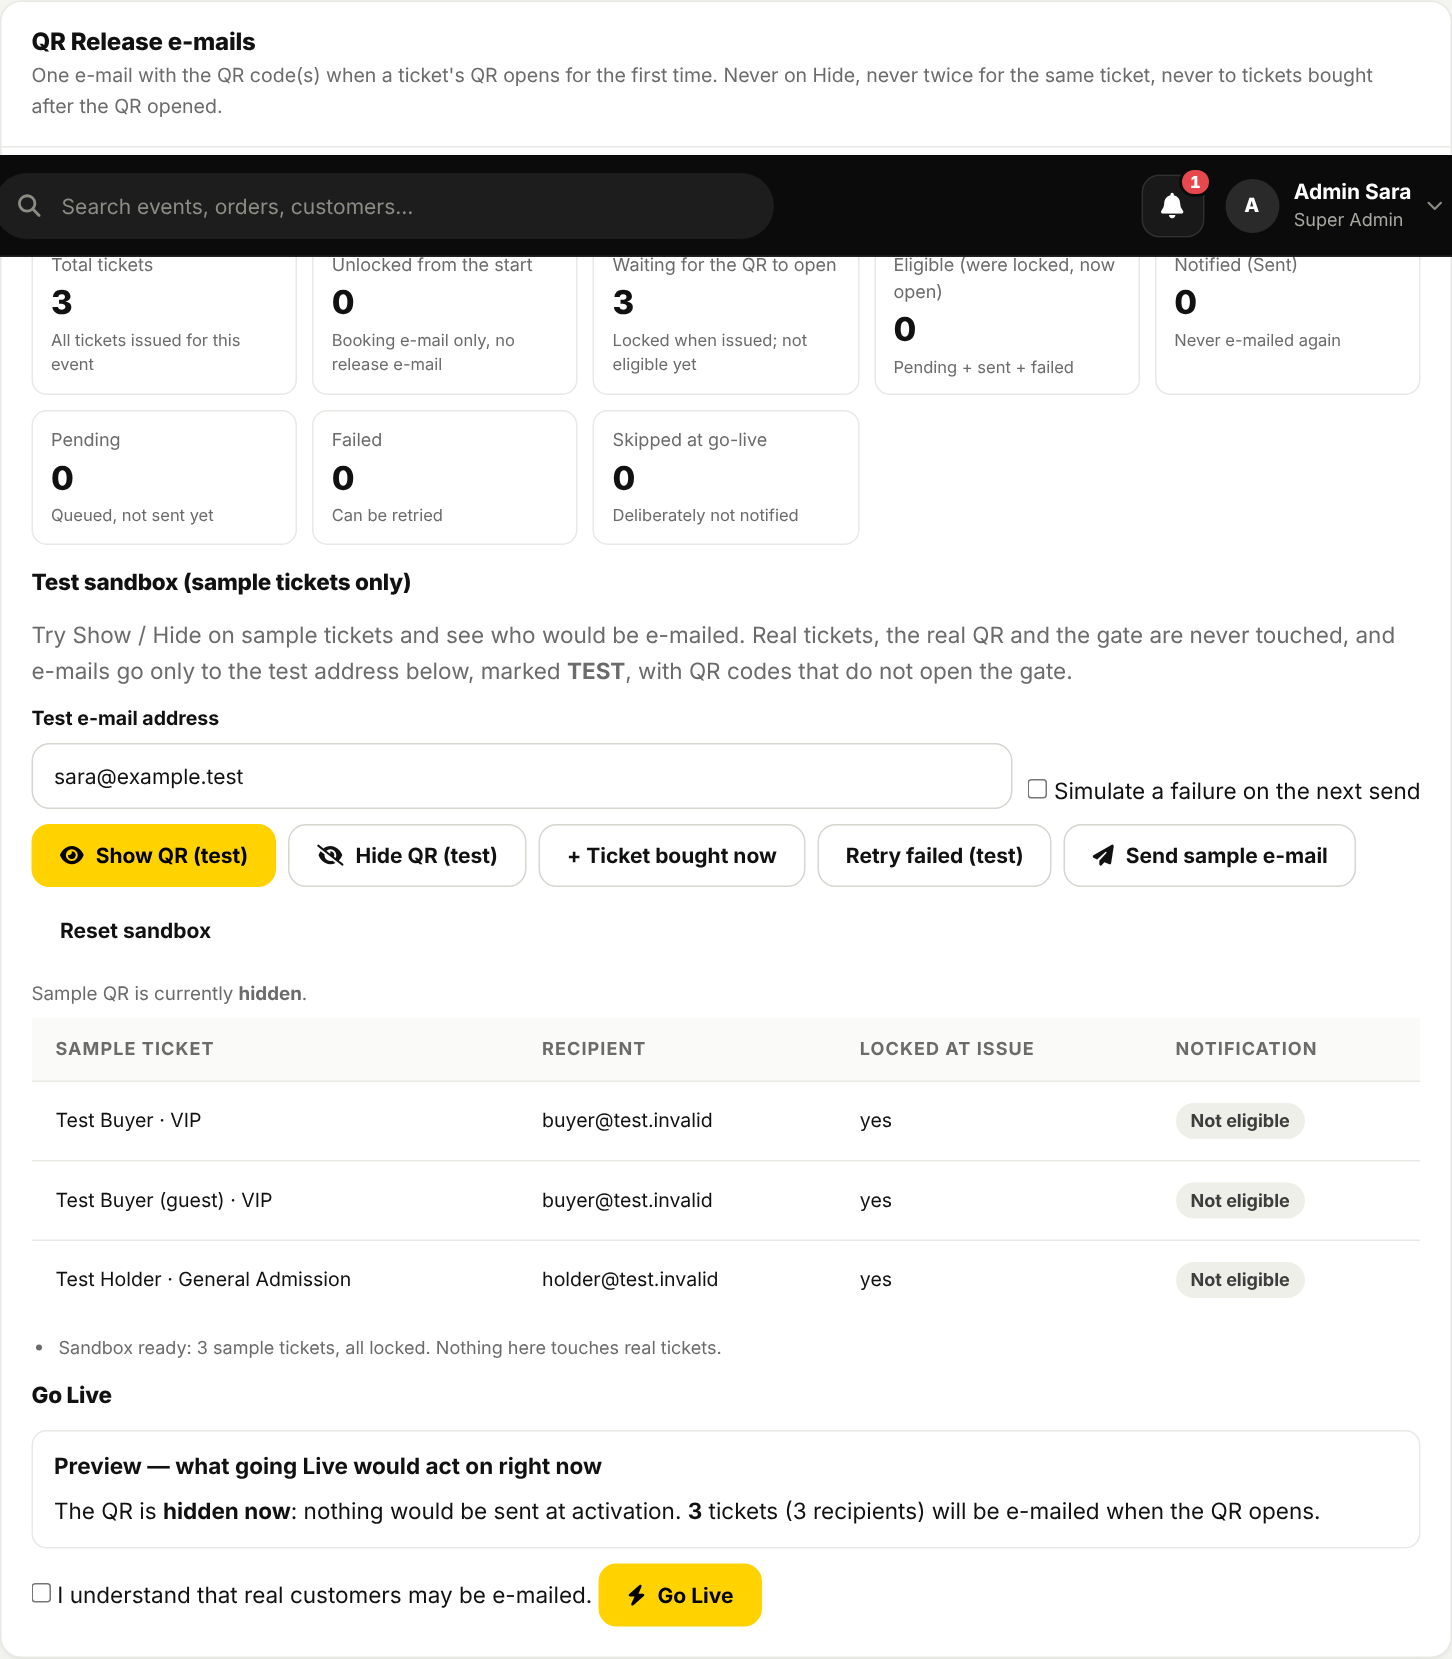 QR Release e-mails
One e-mail with the QR code(s) when a ticket's QR opens for the first time. Never on Hide, never twice for the same ticket, never to tickets bought
after the QR opened.
Search events, orders, customers...
1
A
Admin Sara
Super Admin
Total tickets
3
All tickets issued for this
event
Unlocked from the start
0
Booking e-mail only, no
release e-mail
Waiting for the QR to open
3
Locked when issued; not
eligible yet
Eligible (were locked, now
open)
0
Pending + sent + failed
Notified (Sent)
0
Never e-mailed again
Pending
0
Queued, not sent yet
Failed
0
Can be retried
Skipped at go-live
0
Deliberately not notified
Test sandbox (sample tickets only)
Try Show / Hide on sample tickets and see who would be e-mailed. Real tickets, the real QR and the gate are never touched, and
e-mails go only to the test address below, marked TEST, with QR codes that do not open the gate.
Test e-mail address
sara@example.test
Simulate a failure on the next send
Show QR (test)
Hide QR (test)
+ Ticket bought now
Retry failed (test)
Send sample e-mail
Reset sandbox
Sample QR is currently hidden.
SAMPLE TICKET RECIPIENT LOCKED AT ISSUE NOTIFICATION
Test Buyer · VIP buyer@test.invalid yes Not eligible
Test Buyer (guest) · VIP buyer@test.invalid yes Not eligible
Test Holder · General Admission holder@test.invalid yes Not eligible
• Sandbox ready: 3 sample tickets, all locked. Nothing here touches real tickets.
Go Live
Preview — what going Live would act on right now
The QR is hidden now: nothing would be sent at activation. 3 tickets (3 recipients) will be e-mailed when the QR opens.
I understand that real customers may be e-mailed.
Go Live